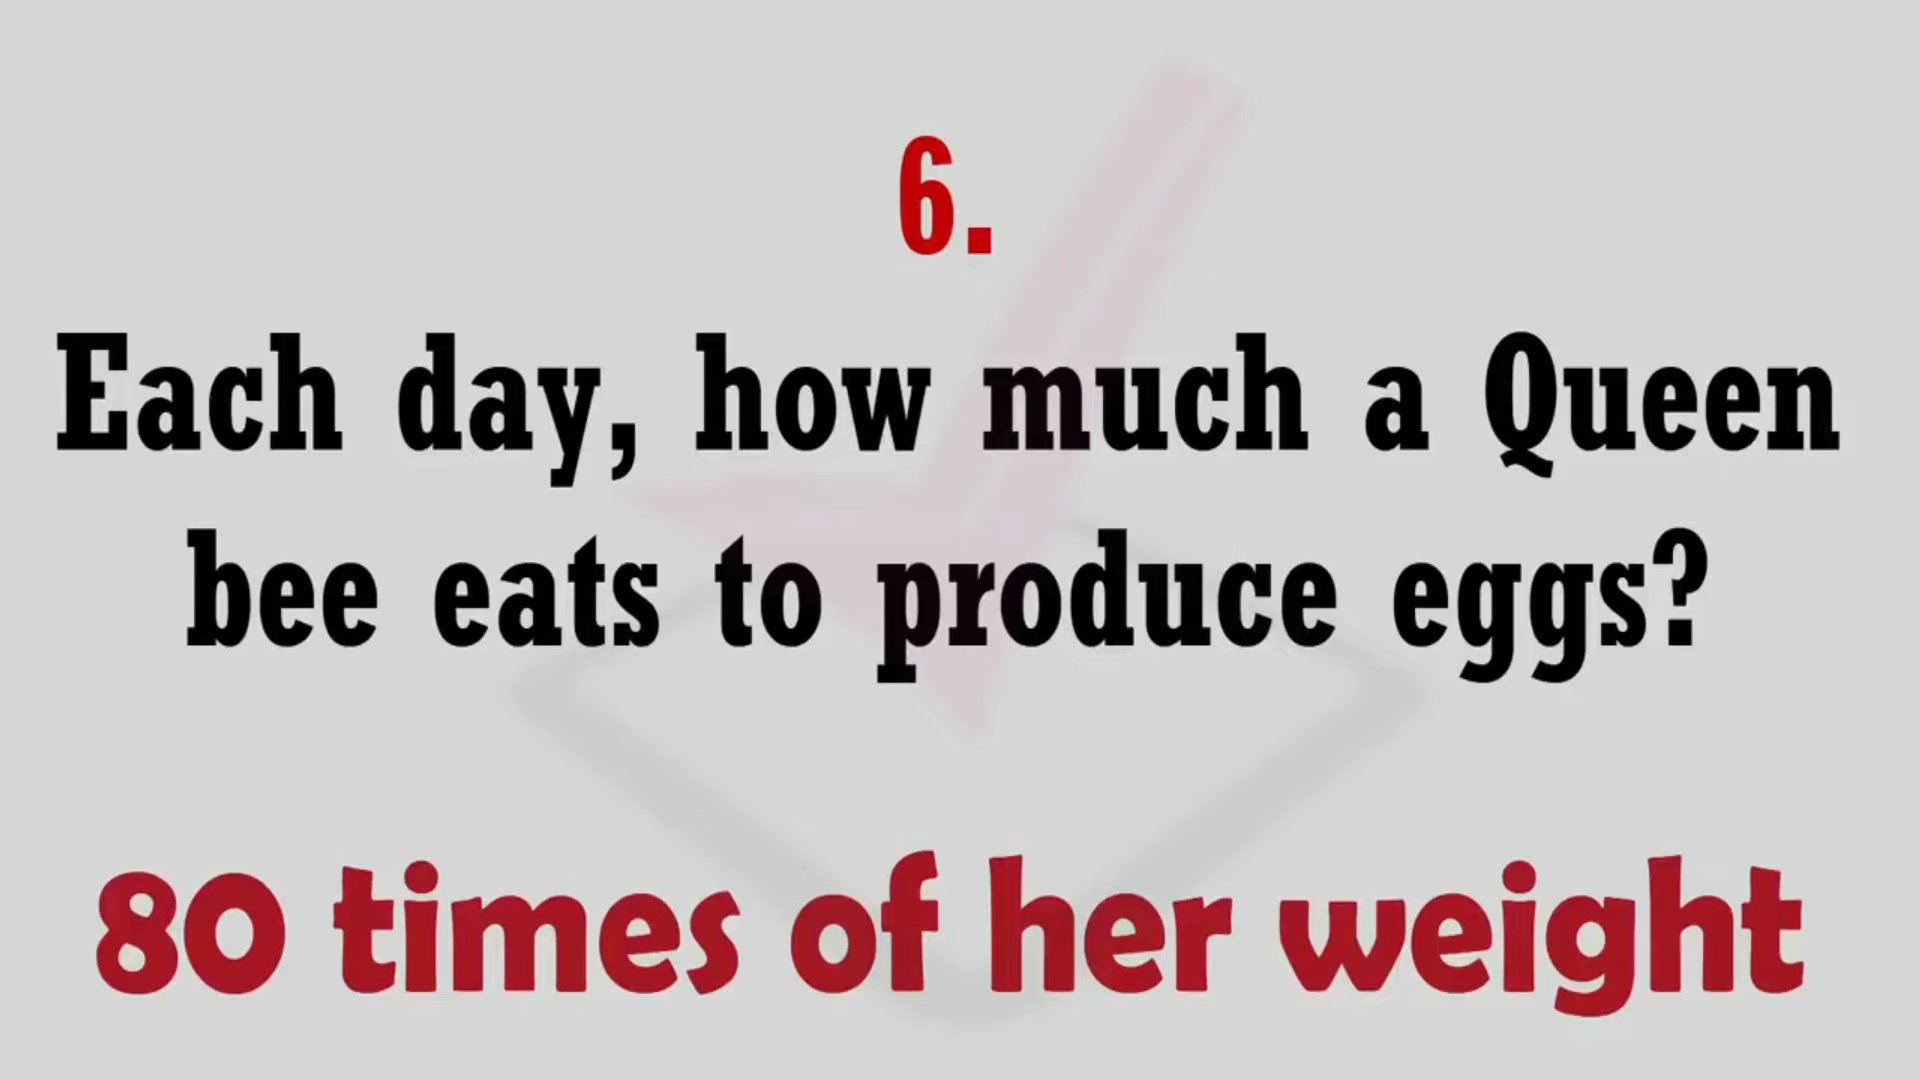 6.
Each day, how much a Queen
bee eats to produce eggs?
80 times of her weight